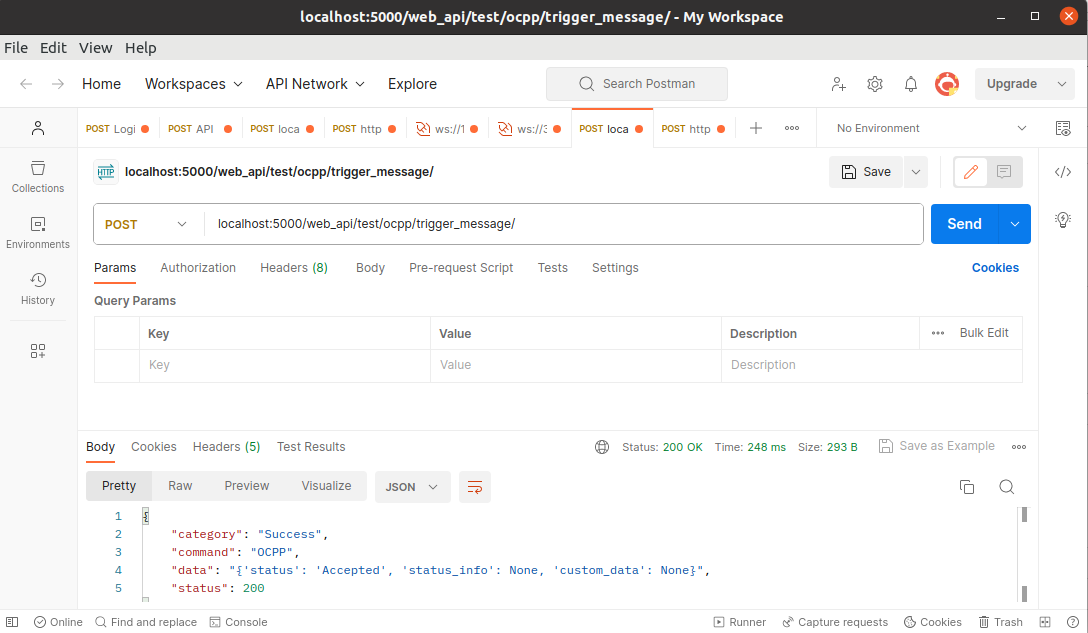 localhost:5000/web_api/test/ocpp/trigger_message/ - My Workspace
File Edit View Help
Home Workspaces API Network Explore Search Postman Upgrade
POST Logi POST API POST loca POST http ws://1 ws://3 POST loca POST http No Environment
HTTP localhost:5000/web_api/test/ocpp/trigger_message/ Save
Collections
Environments
History
POST localhost:5000/web_api/test/ocpp/trigger_message/ Send
Params Authorization Headers (8) Body Pre-request Script Tests Settings Cookies
Query Params
Key Value Description Bulk Edit
Key Value Description
Body Cookies Headers (5) Test Results Status: 200 OK Time: 248 ms Size: 293 B Save as Example
Pretty Raw Preview Visualize JSON
1 {
2 "category": "Success",
3 "command": "OCPP",
4 "data": "{'status': 'Accepted', 'status_info': None, 'custom_data': None}",
5 "status": 200
Online Find and replace Console Runner Capture requests Cookies Trash